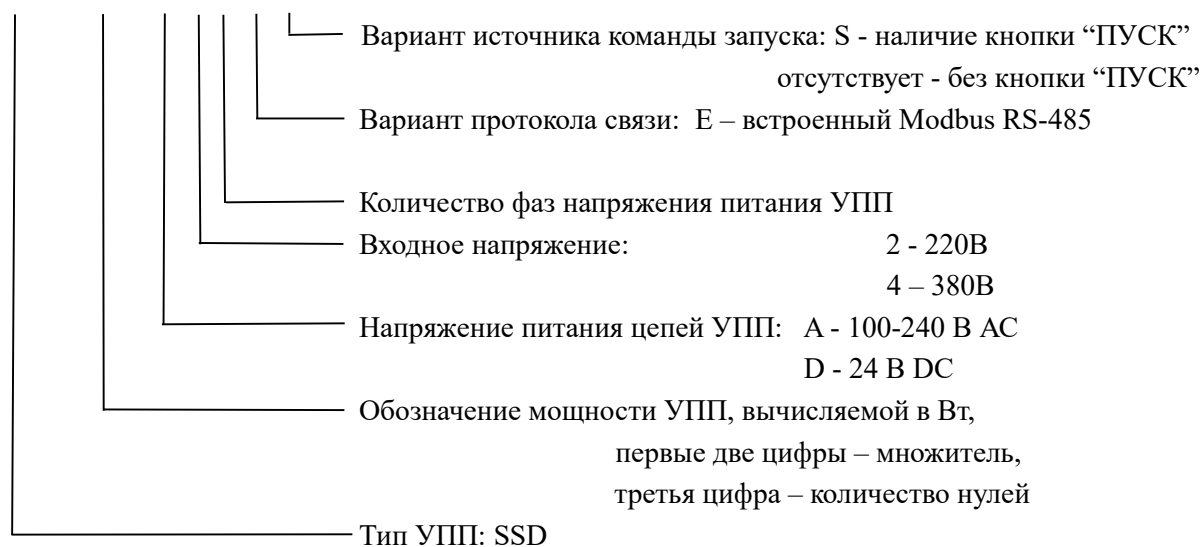 Вариант источника команды запуска: S - наличие кнопки “ПУСК”
отсутствует - без кнопки “ПУСК”
Вариант протокола связи: E – встроенный Modbus RS-485
Количество фаз напряжения питания УПП
Входное напряжение: 2 - 220В
4 – 380В
Напряжение питания цепей УПП: A - 100-240 В AC
D - 24 В DC
Обозначение мощности УПП, вычисляемой в Вт,
первые две цифры – множитель,
третья цифра – количество нулей
Тип УПП: SSD